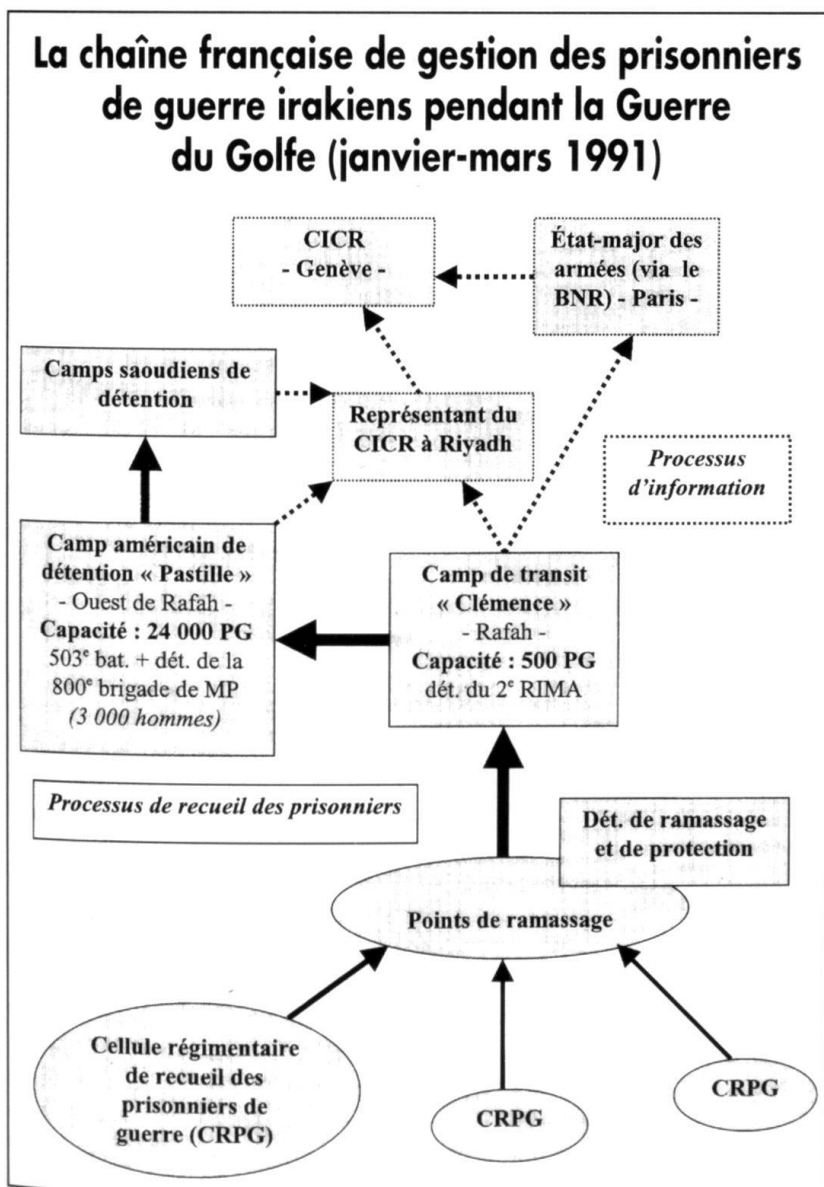 La chaîne française de gestion des prisonniers
de guerre irakiens pendant la Guerre
du Golfe (janvier-mars 1991)
CICR
- Genève -
État-major des
armées (via le
BNR) - Paris -
Camps saoudiens de
détention
Représentant du
CICR à Riyadh
Processus
d'information
Camp américain de
détention « Pastille »
- Ouest de Rafah -
Capacité : 24 000 PG
503e bat. + dét. de la
800e brigade de MP
(3 000 hommes)
Camp de transit
« Clémence »
- Rafah -
Capacité : 500 PG
dét. du 2e RIMA
Processus de recueil des prisonniers
Dét. de ramassage
et de protection
Points de ramassage
Cellule régimentaire
de recueil des
prisonniers de
guerre (CRPG)
CRPG
CRPG